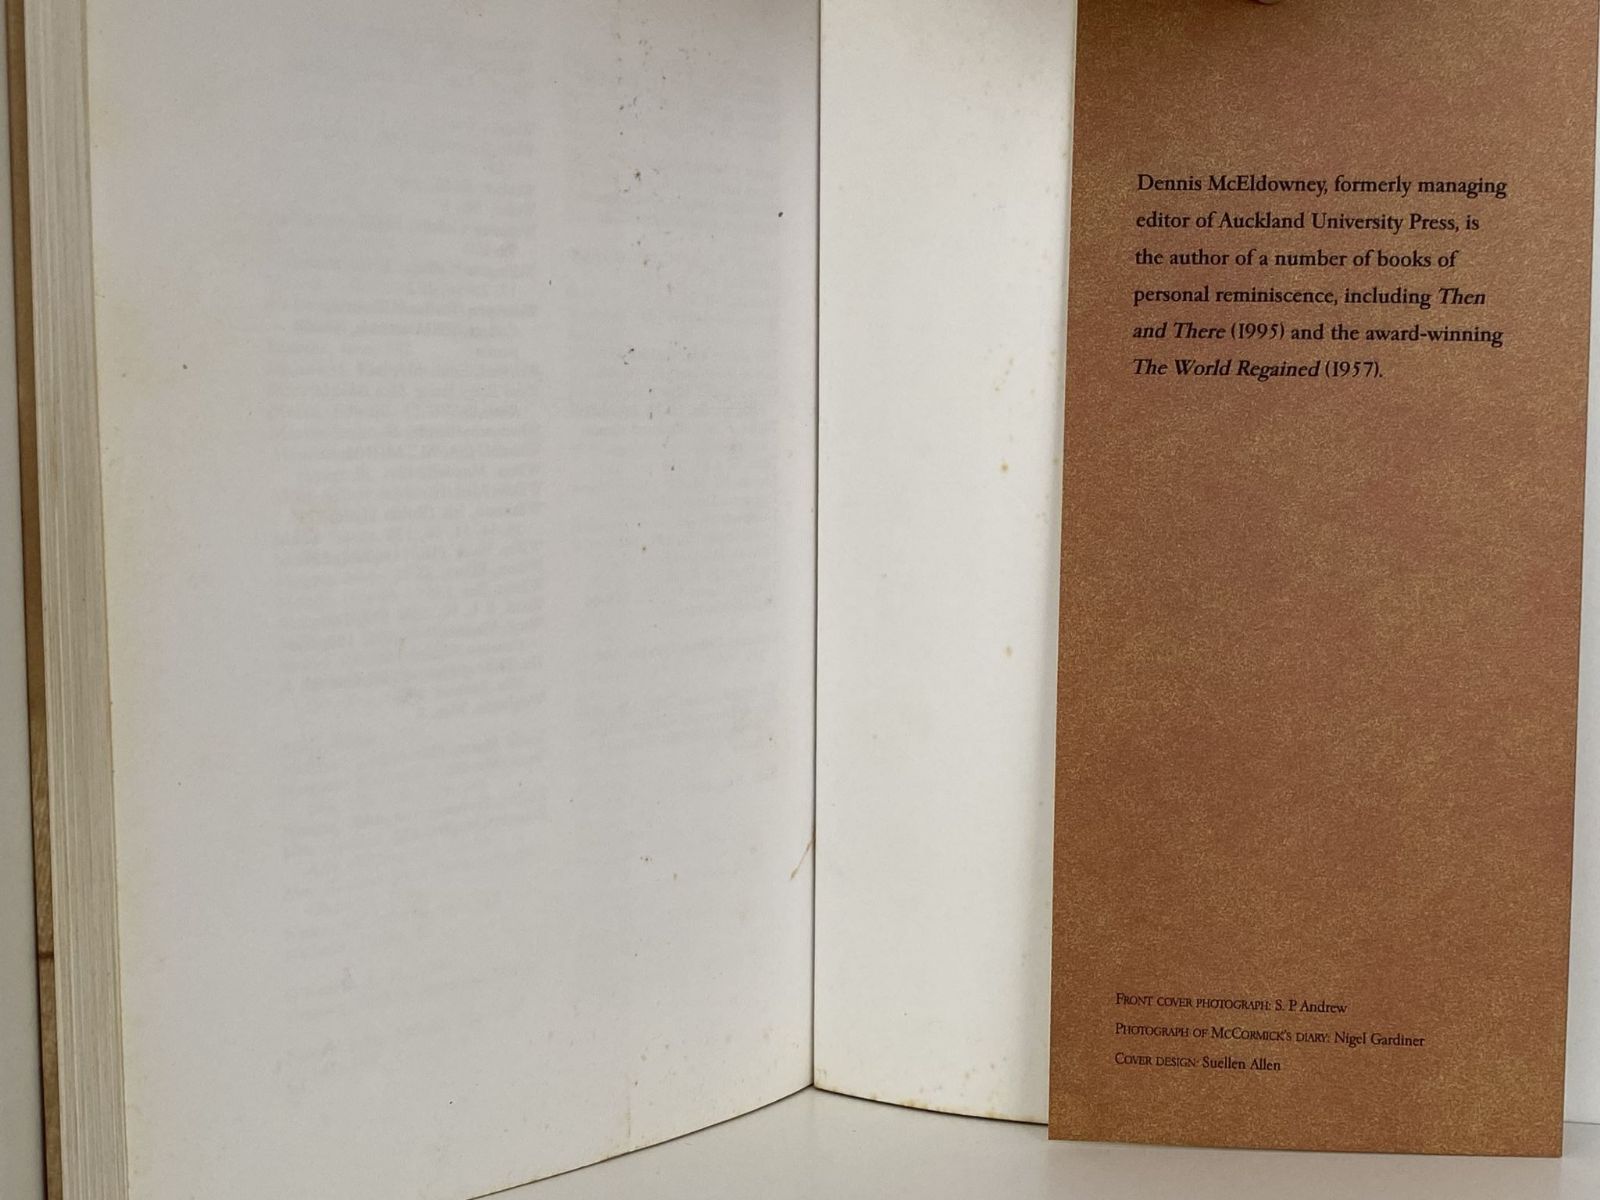 Dennis McEldowney, formerly managing
editor of Auckland University Press, is
the author of a number of books of
personal reminiscence, including Then
and There (1995) and the award-winning
The World Regained (1957).
FRONT COVER PHOTOGRAPH: S. P. Andrew
PHOTOGRAPH OF MCCORMICK'S DIARY: Nigel Gardiner
COVER DESIGN: Suellen Allen